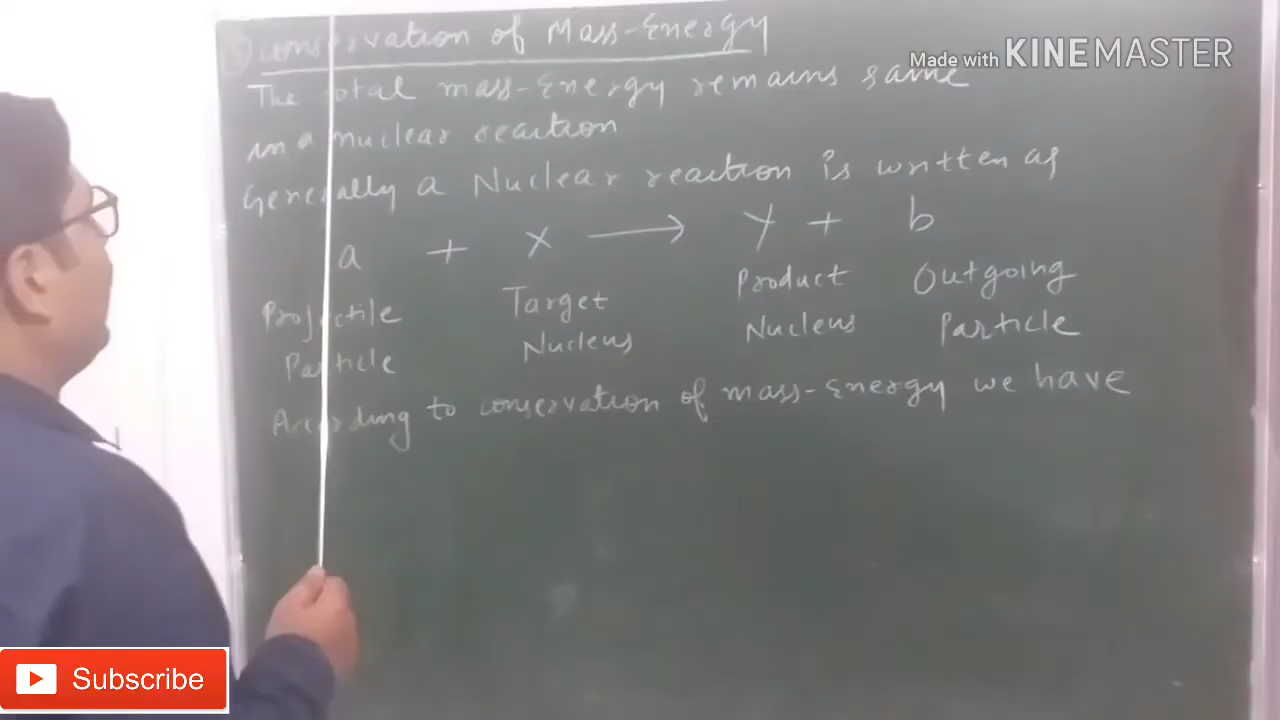 Conservation of Mass-Energy
Made with KINEMASTER
The total mass-Energy remains same
in a nuclear reaction
Generally a Nuclear reaction is written as
a + x → y + b
Projectile Target Product Outgoing
Particle Nucleus Nucleus Particle
According to conservation of mass-Energy we have
Subscribe